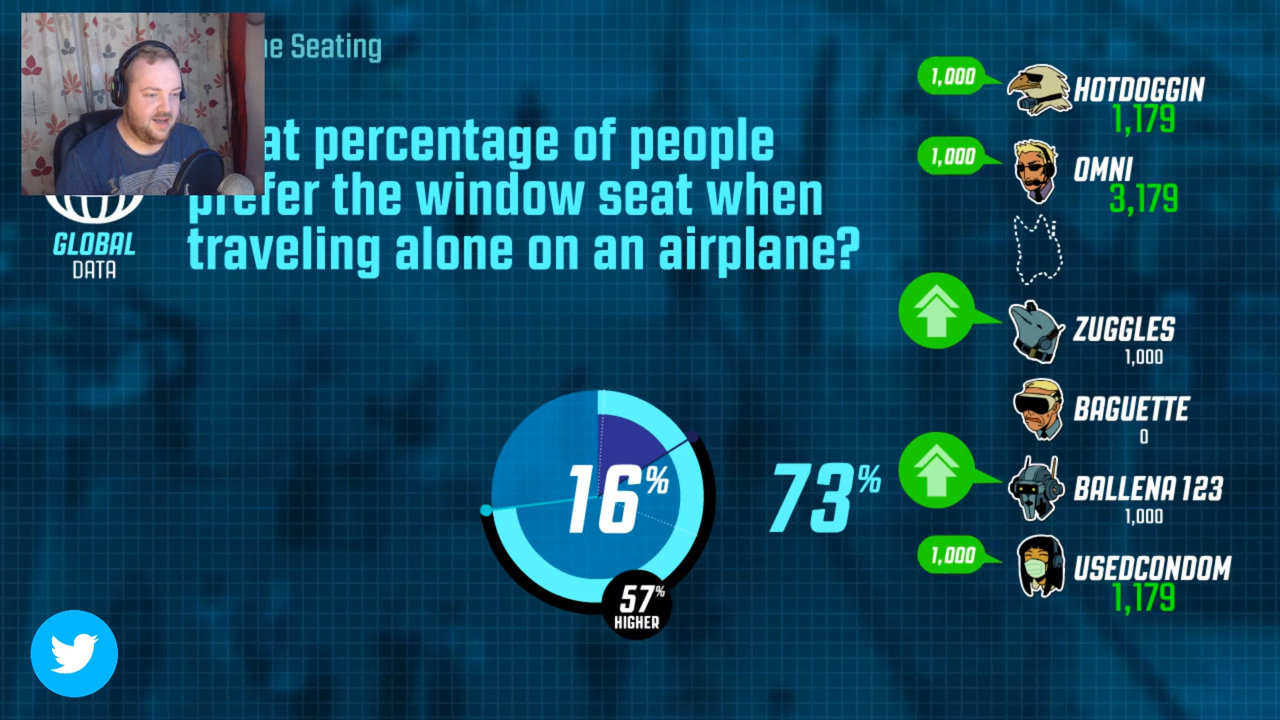 ne Seating
at percentage of people
prefer the window seat when
traveling alone on an airplane?
GLOBAL
DATA
16%
73%
57%
HIGHER
1,000
HOTDOGGIN
1,179
1,000
OMNI
3,179
ZUGGLES
1,000
BAGUETTE
0
BALLENA 123
1,000
1,000
USEDCONDOM
1,179